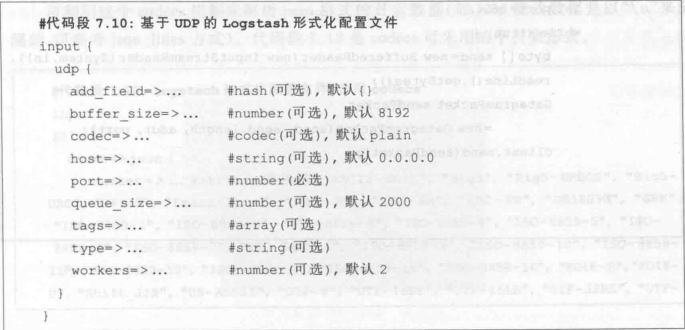 #代码段 7.10: 基于 UDP 的 Logstash 形式化配置文件
input {
udp {
add_field=>... #hash(可选), 默认{}
buffer_size=>... #number(可选), 默认 8192
codec=>... #codec(可选), 默认 plain
host=>... #string(可选), 默认 0.0.0.0
port=>... #number(必选)
queue_size=>... #number(可选), 默认 2000
tags=>... #array(可选)
type=>... #string(可选)
workers=>... #number(可选), 默认 2
}
}